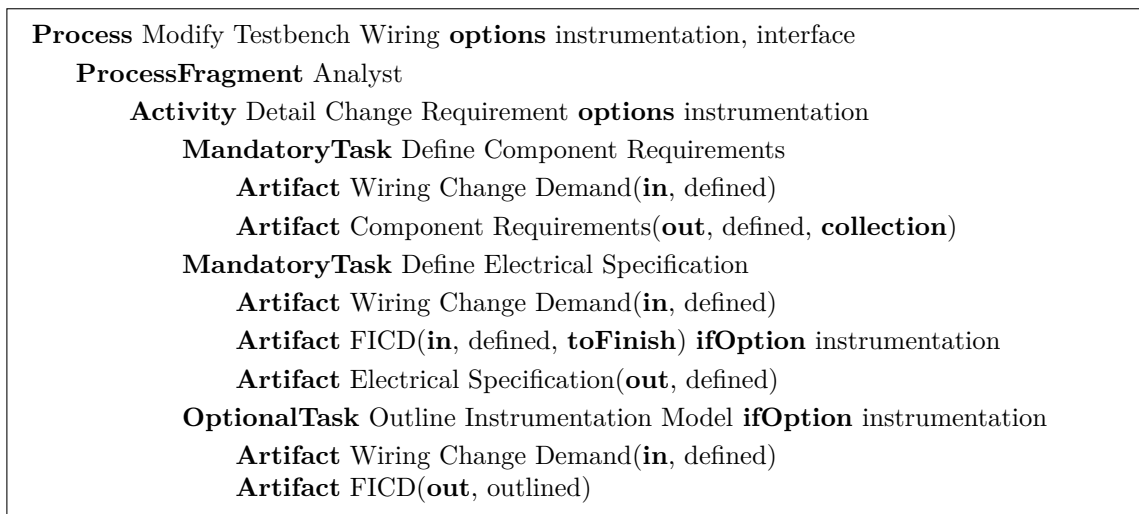 Process Modify Testbench Wiring options instrumentation, interface
ProcessFragment Analyst
Activity Detail Change Requirement options instrumentation
MandatoryTask Define Component Requirements
Artifact Wiring Change Demand(in, defined)
Artifact Component Requirements(out, defined, collection)
MandatoryTask Define Electrical Specification
Artifact Wiring Change Demand(in, defined)
Artifact FICD(in, defined, toFinish) ifOption instrumentation
Artifact Electrical Specification(out, defined)
OptionalTask Outline Instrumentation Model ifOption instrumentation
Artifact Wiring Change Demand(in, defined)
Artifact FICD(out, outlined)